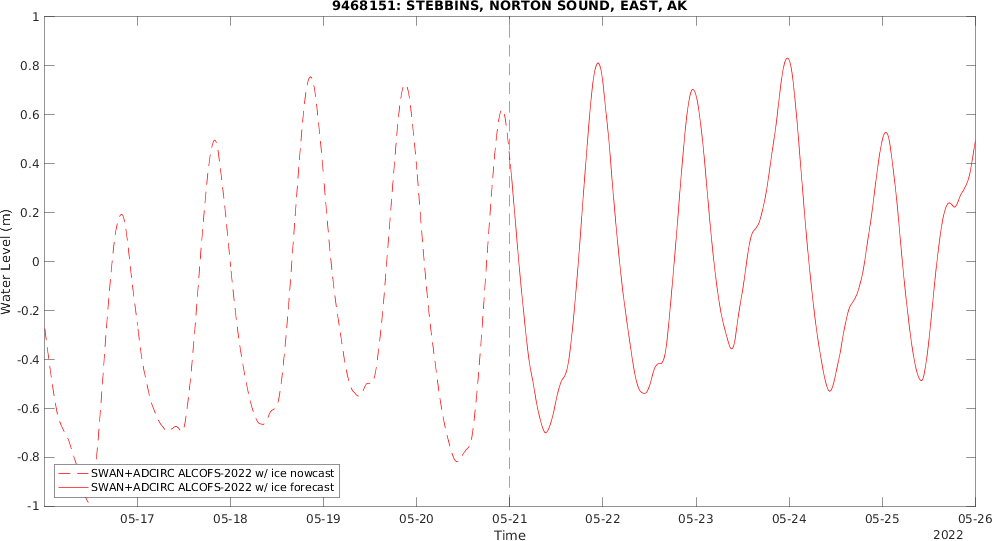 9468151: STEBBINS, NORTON SOUND, EAST, AK
1
0.8
0.6
0.4
0.2
0
-0.2
-0.4
-0.6
-0.8
-1
Water Level (m)
SWAN+ADCIRC ALCOFS-2022 w/ ice nowcast
SWAN+ADCIRC ALCOFS-2022 w/ ice forecast
05-17 05-18 05-19 05-20 05-21 05-22 05-23 05-24 05-25 05-26
Time
2022